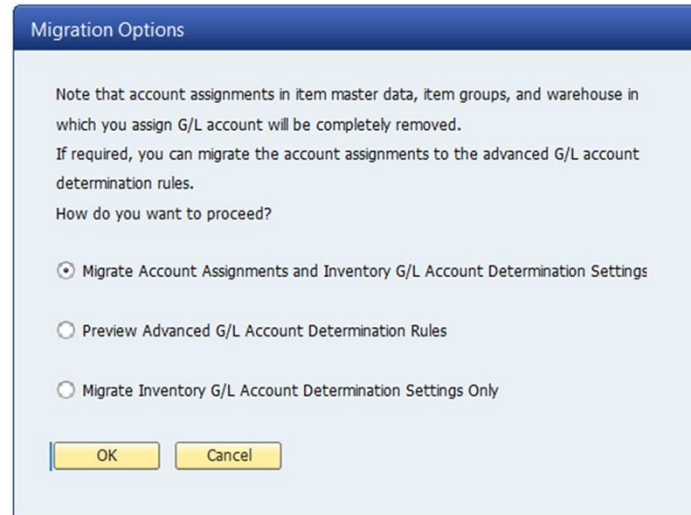 Migration Options
Note that account assignments in item master data, item groups, and warehouse in
which you assign G/L account will be completely removed.
If required, you can migrate the account assignments to the advanced G/L account
determination rules.
How do you want to proceed?
Migrate Account Assignments and Inventory G/L Account Determination Settings
Preview Advanced G/L Account Determination Rules
Migrate Inventory G/L Account Determination Settings Only
OK Cancel